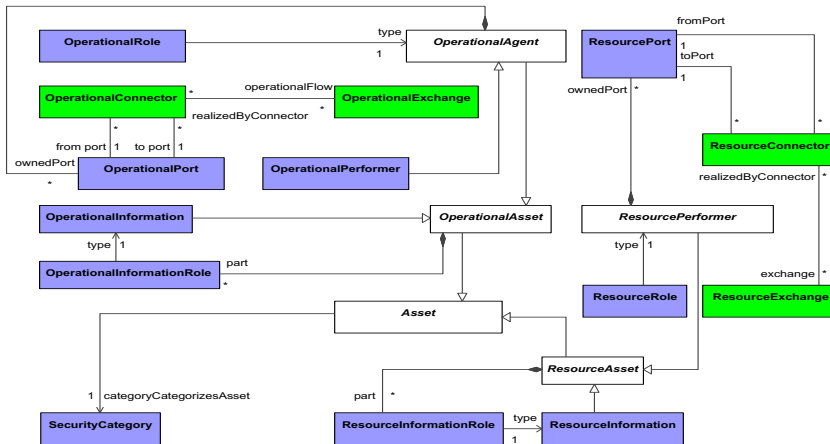 fromPort
type
OperationalRole
OperationalAgent
ResourcePort
1
1
toPort
1
operationalFlow
ownedPort
*
OperationalConnector
*
OperationalExchange
realizedByConnector
*
*
*
*
*
from port
1
to port
1
ResourceConnector
ownedPort
OperationalPort
OperationalPerformer
realizedByConnector
*
*
OperationalInformation
OperationalAsset
ResourcePerformer
type
1
type
1
part
OperationalInformationRole
*
exchange
*
ResourceRole
ResourceExchange
Asset
ResourceAsset
part
*
1
categoryCategorizesAsset
type
SecurityCategory
ResourceInformationRole
ResourceInformation
1